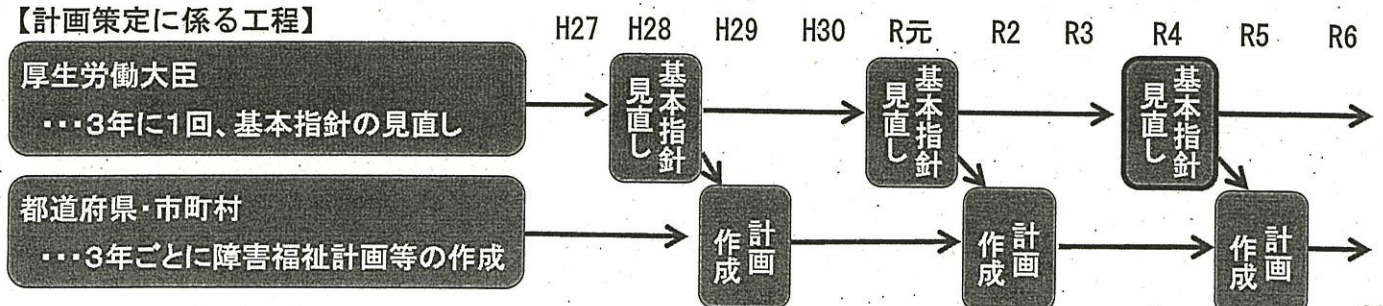 【計画策定に係る工程】
H27 H28 H29 H30 R元 R2 R3 R4 R5 R6
厚生労働大臣
・・・3年に1回、基本指針の見直し
基本指針
見直し
基本指針
見直し
基本指針
見直し
都道府県・市町村
・・・3年ごとに障害福祉計画等の作成
計画
作成
計画
作成
計画
作成